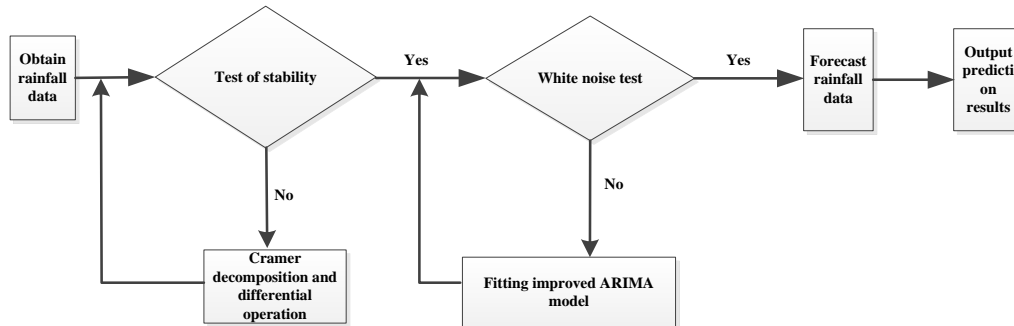 Obtain
rainfall
data
Test of stability
Yes
White noise test
Yes
Forecast
rainfall
data
Output
predicti
on
results
No
No
Cramer
decomposition and
differential
operation
Fitting improved ARIMA
model